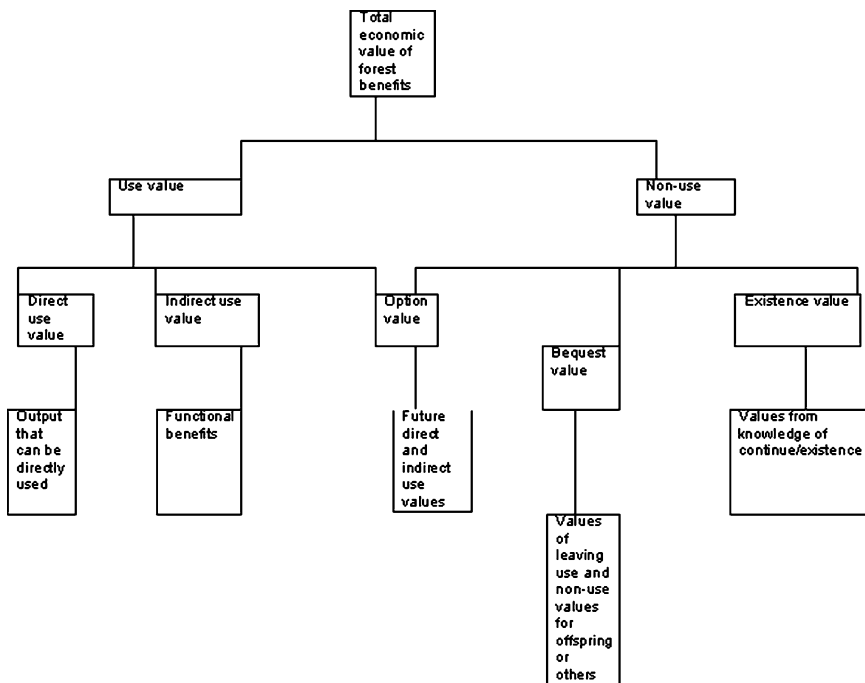 Total
economic
value of
forest
benefits
Use value
Non-use
value
Direct
use
value
Indirect use
value
Option
value
Bequest
value
Existence value
Output
that
can be
directly
used
Functional
benefits
Future
direct
and
indirect
use
values
Values of
leaving
use and
non-use
values
for
offspring
or
others
Values from
knowledge of
continue/existence